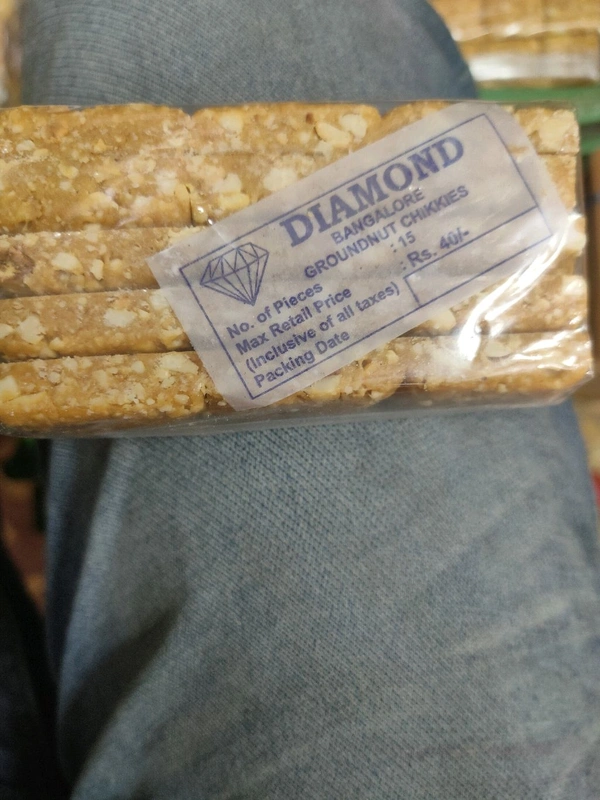 DIAMOND
BANGALORE
GROUNDNUT CHIKKIES
No. of Pieces : 15
Max Retail Price : Rs. 40/-
(Inclusive of all taxes)
Packing Date